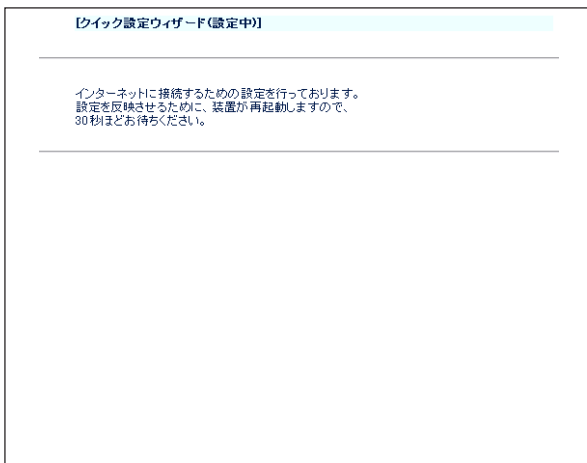 [クイック設定ウィザード(設定中)]
インターネットに接続するための設定を行っております。
設定を反映させるために、装置が再起動しますので、
30秒ほどお待ちください。